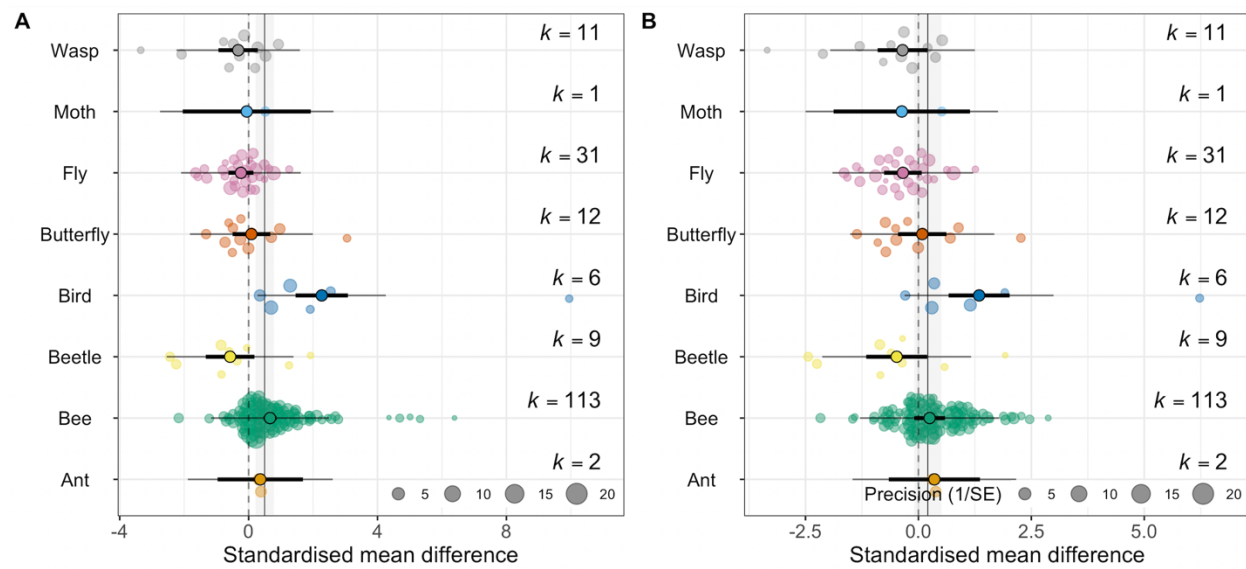 A
B
Wasp
k = 11
Wasp
k = 11
Moth
k = 1
Moth
k = 1
Fly
k = 31
Fly
k = 31
Butterfly
k = 12
Butterfly
k = 12
Bird
k = 6
Bird
k = 6
Beetle
k = 9
Beetle
k = 9
Bee
k = 113
Bee
k = 113
Ant
k = 2
Ant
k = 2
5 10 15 20
Precision (1/SE) 5 10 15 20
-4 0 4 8
-2.5 0.0 2.5 5.0
Standardised mean difference
Standardised mean difference